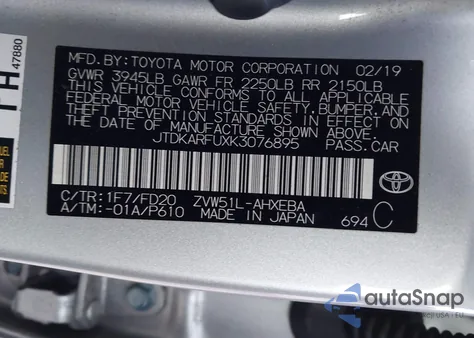 MFD.BY:TOYOTA MOTOR CORPORATION 02/19
GVWR 3945LB GAWR FR 2250LB RR 2150LB
THIS VEHICLE CONFORMS TO ALL APPLICABLE
FEDERAL MOTOR VEHICLE SAFETY,BUMPER,AND
THEFT PREVENTION STANDARDS IN EFFECT ON
THE DATE OF MANUFACTURE SHOWN ABOVE.
JTDKARFUXK3076895 PASS.CAR
C/TR:1F7/FD20 ZVW51L-AHXEBA
A/TM:-01A/P610 MADE IN JAPAN 694 C
TOYOTA
47880
autoSnap